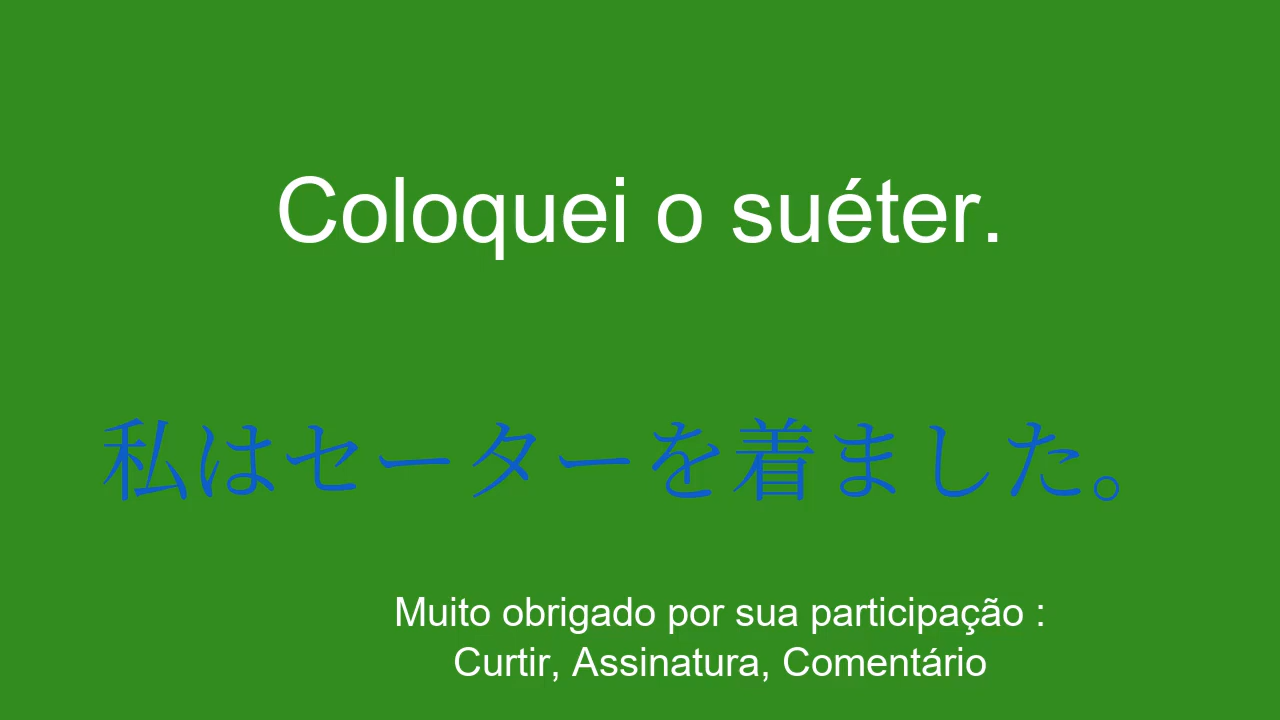 Coloquei o suéter.
私はセーターを着ました。
Muito obrigado por sua participação :
Curtir, Assinatura, Comentário